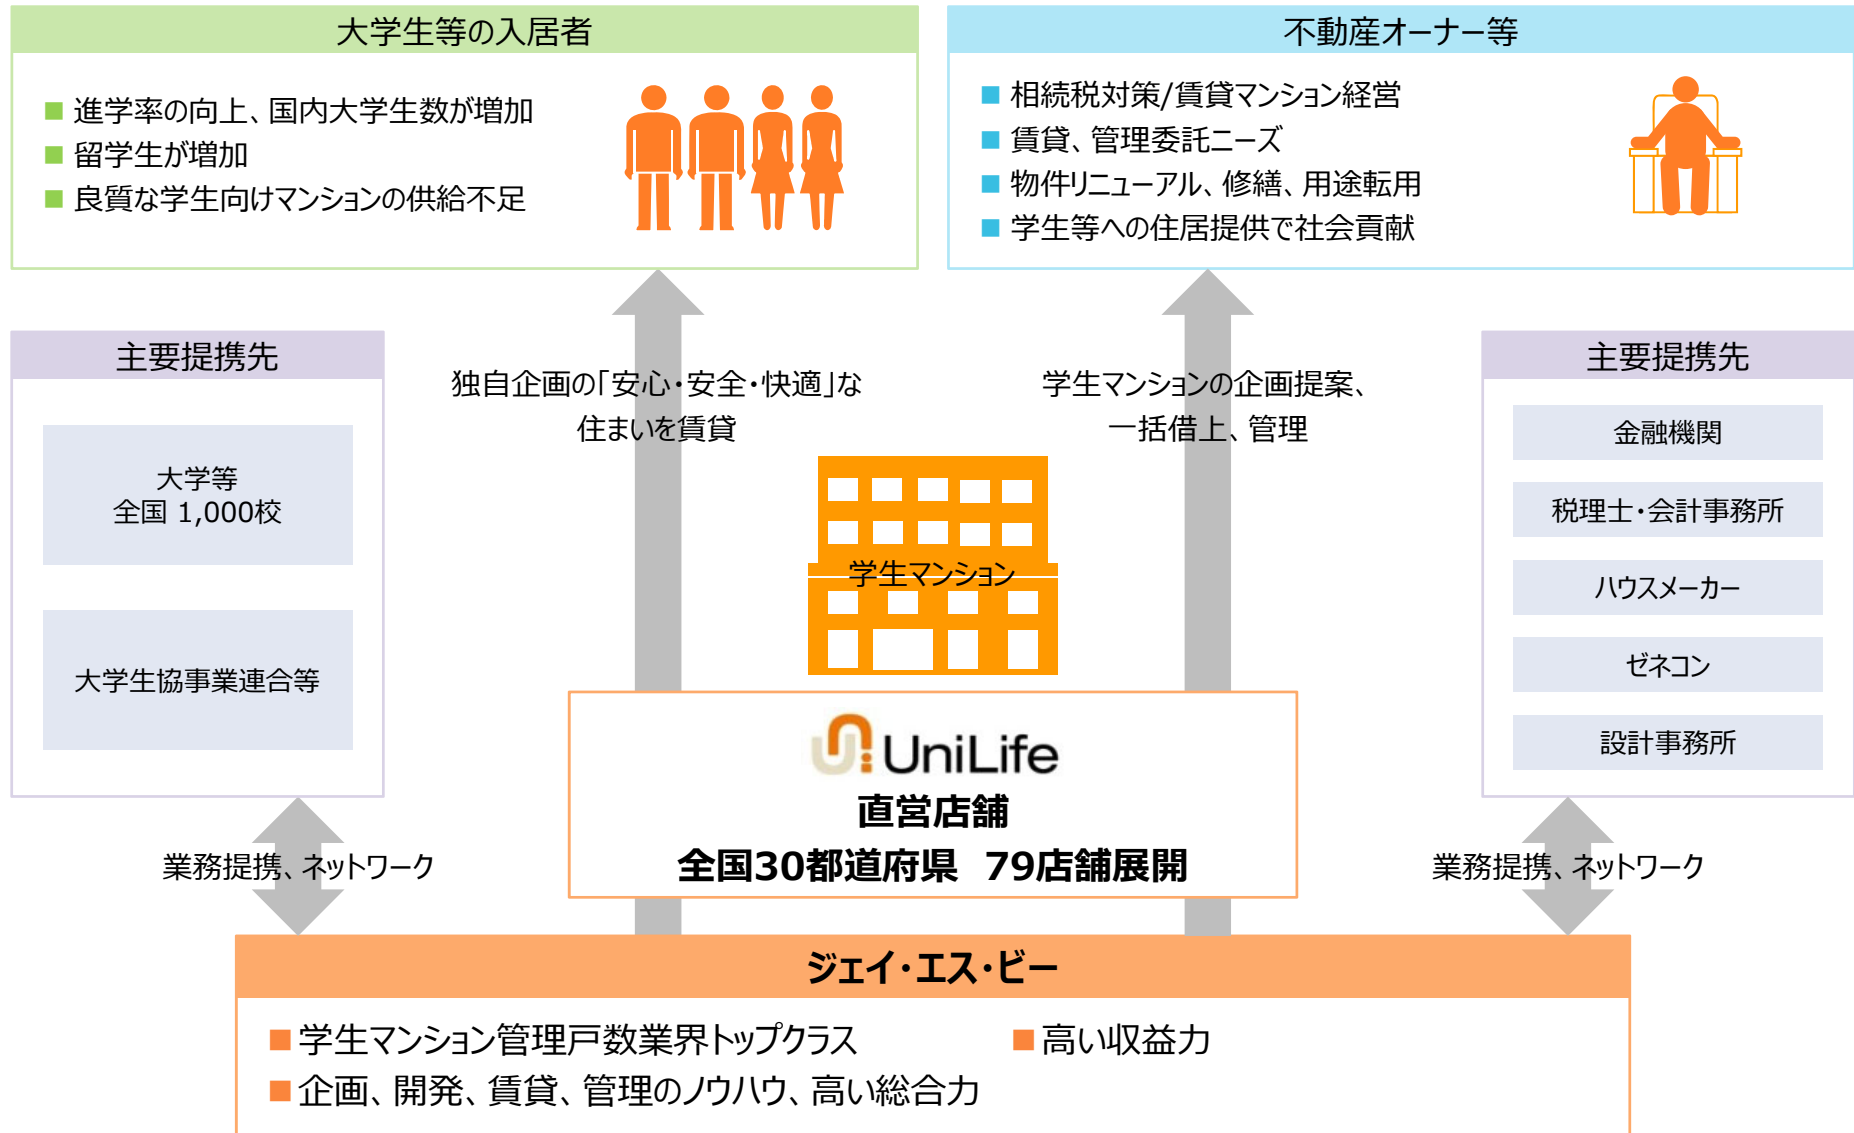 大学生等の入居者
進学率の向上、国内大学生数が増加
留学生が増加
良質な学生向けマンションの供給不足
不動産オーナー等
相続税対策/賃貸マンション経営
賃貸、管理委託ニーズ
物件リニューアル、修繕、用途転用
学生等への住居提供で社会貢献
主要提携先
大学等
全国 1,000校
大学生協事業連合等
独自企画の「安心・安全・快適」な
住まいを賃貸
学生マンションの企画提案、
一括借上、管理
主要提携先
金融機関
税理士・会計事務所
ハウスメーカー
ゼネコン
設計事務所
学生マンション
UniLife
直営店舗
全国30都道府県 79店舗展開
業務提携、ネットワーク
業務提携、ネットワーク
ジェイ・エス・ビー
学生マンション管理戸数業界トップクラス
高い収益力
企画、開発、賃貸、管理のノウハウ、高い総合力